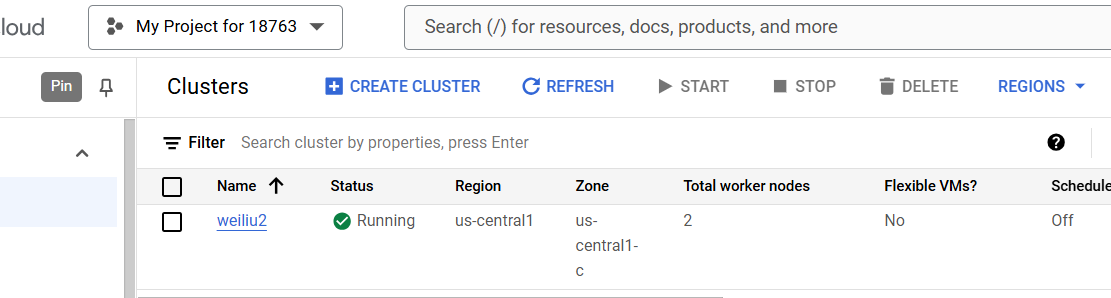 loud
My Project for 18763
Search (/) for resources, docs, products, and more
Pin
Clusters
CREATE CLUSTER
REFRESH
START
STOP
DELETE
REGIONS
Filter
Search cluster by properties, press Enter
?
Name
Status
Region
Zone
Total worker nodes
Flexible VMs?
Schedule
weiliu2
Running
us-central1
us-
central1-
c
2
No
Off